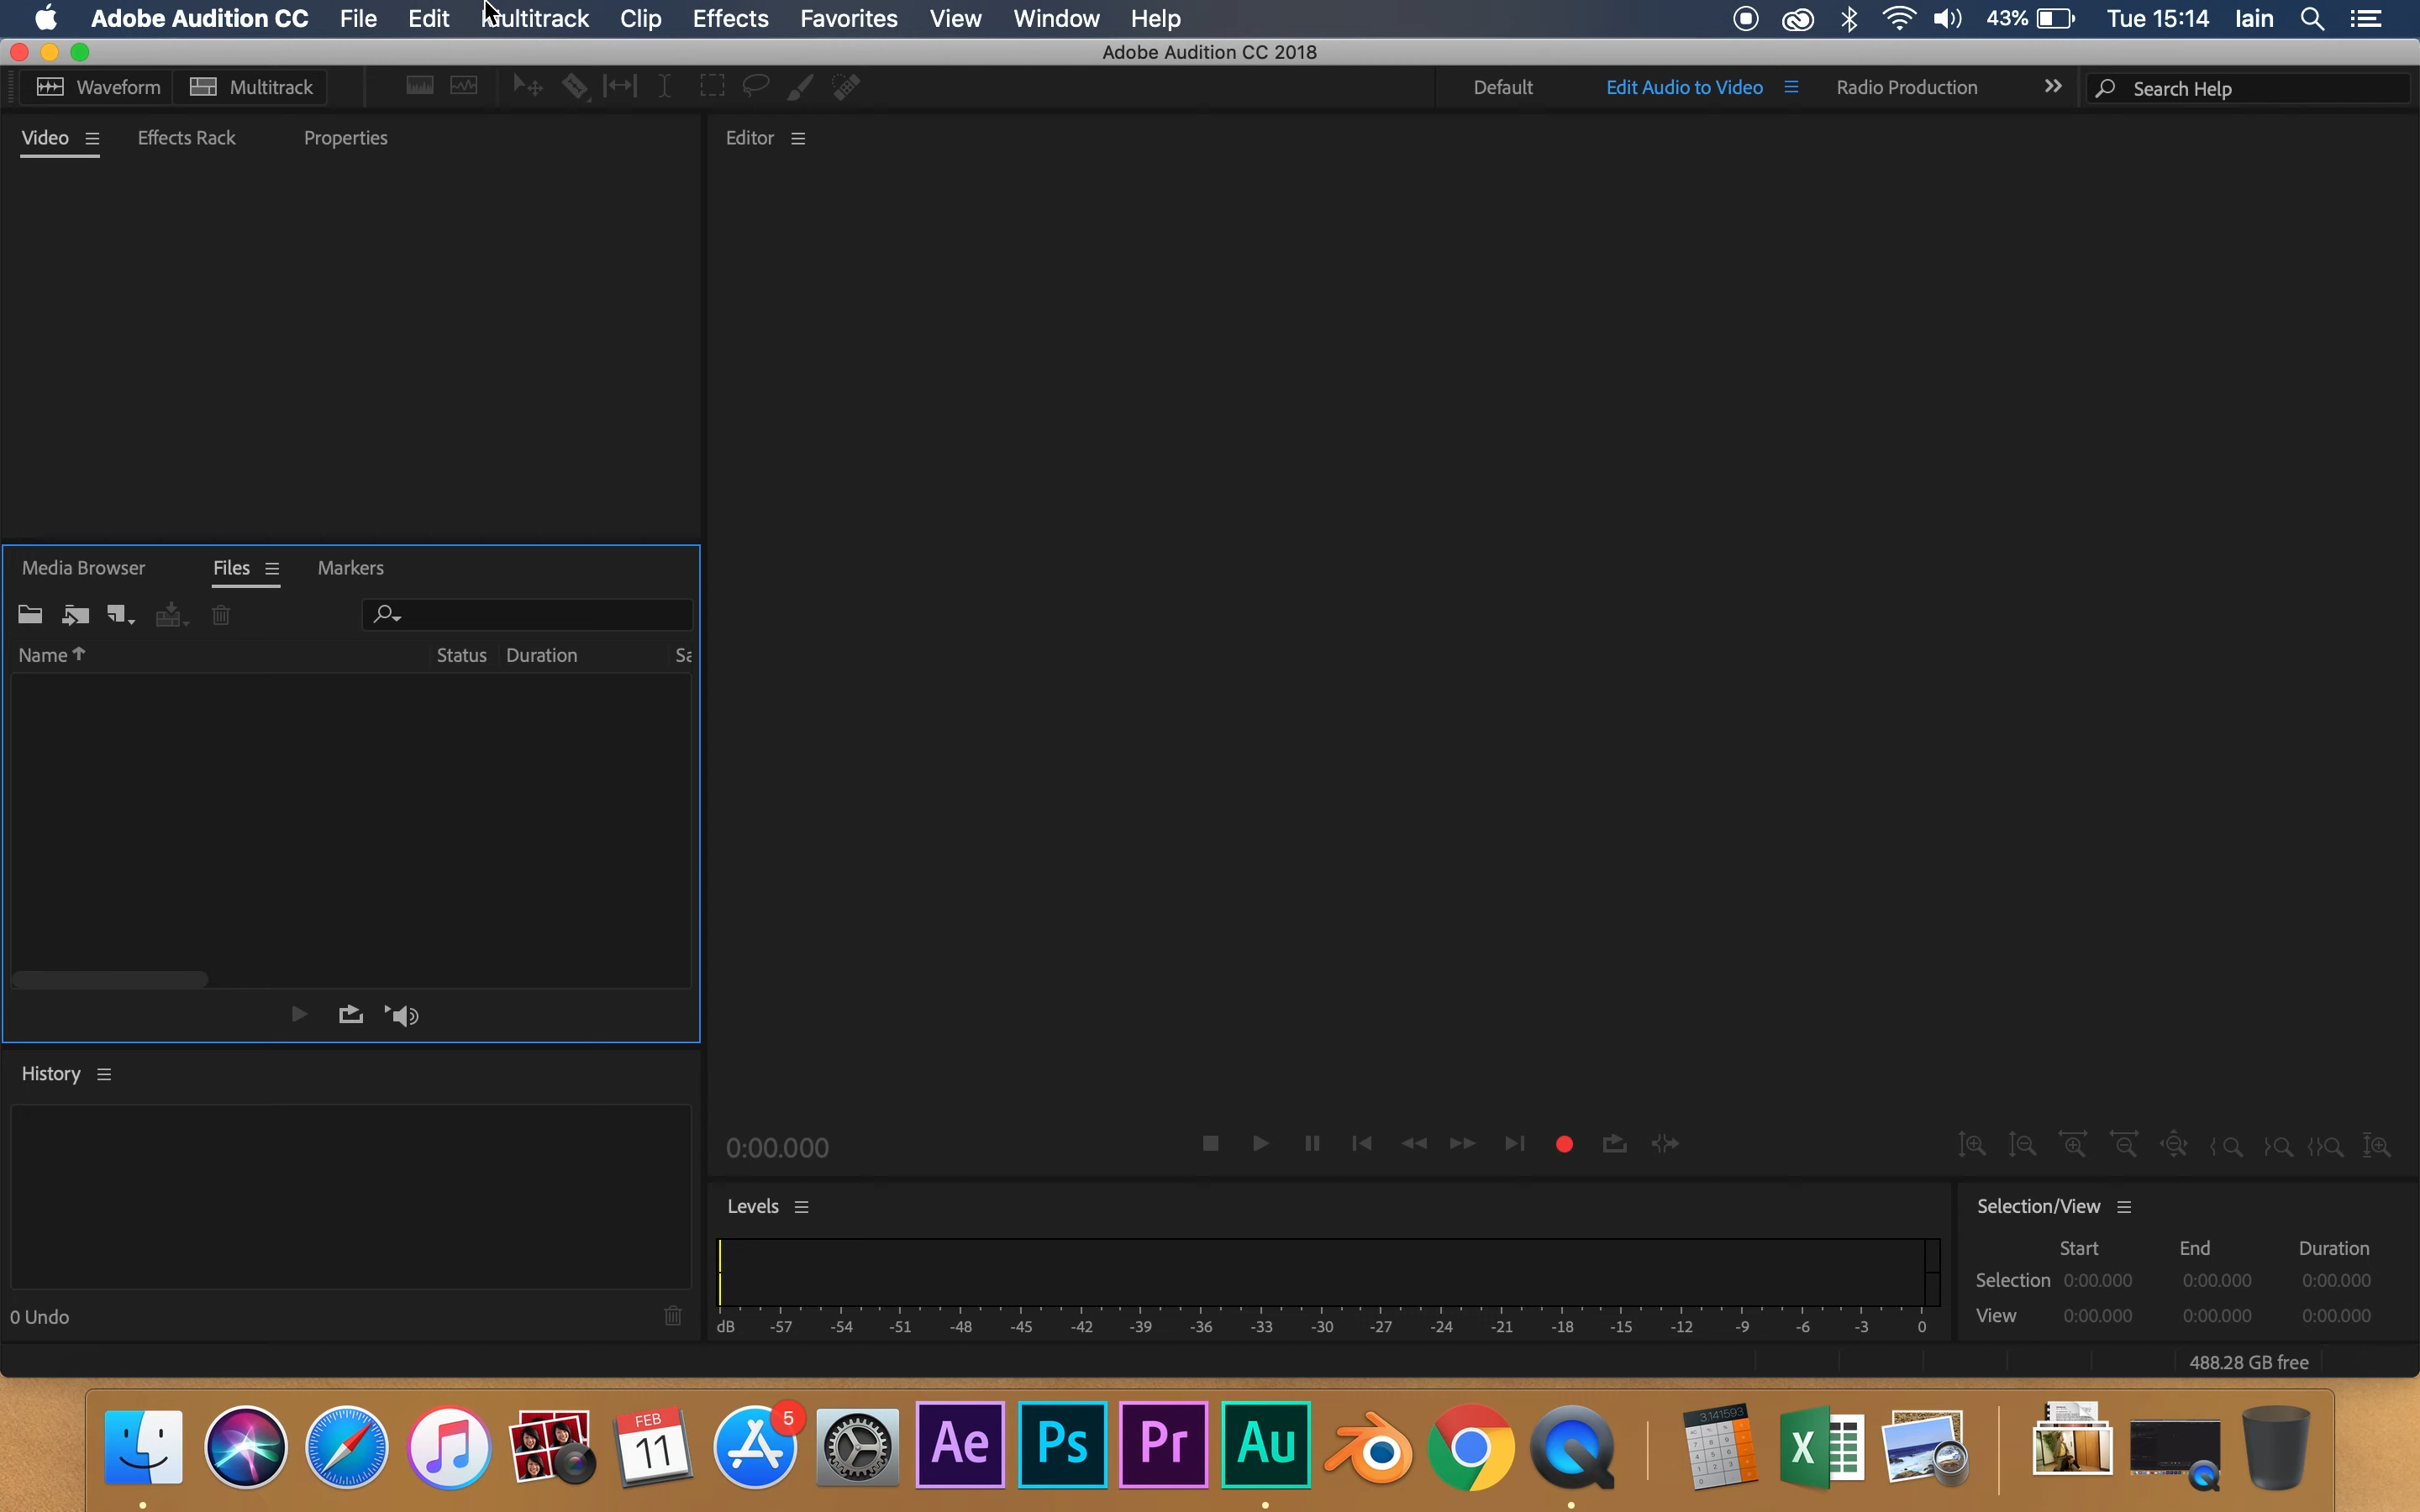 Adobe Audition CC File Edit Multitrack Clip Effects Favorites View Window Help 43% Tue 15:14 Iain
Adobe Audition CC 2018
Waveform Multitrack Default Edit Audio to Video Radio Production Search Help
Video Effects Rack Properties
Editor
Media Browser Files Markers
Name Status Duration Sa
History
0:00.000
Levels
Selection/View
Start End Duration
Selection 0:00.000 0:00.000 0:00.000
View 0:00.000 0:00.000 0:00.000
0 Undo
dB -57 -54 -51 -48 -45 -42 -39 -36 -33 -30 -27 -24 -21 -18 -15 -12 -9 -6 -3 0
488.28 GB free
FEB
11
5
Ae Ps Pr Au
3.141593
X